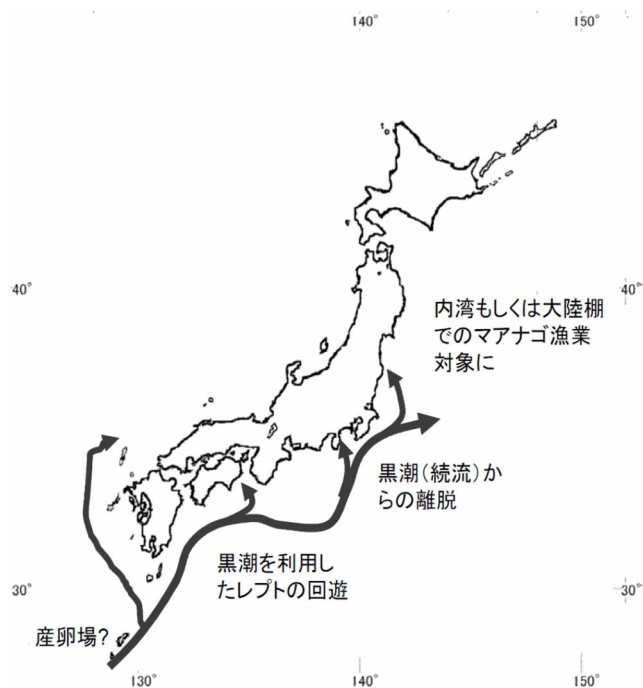 140°
150°
40°
40°
内湾もしくは大陸棚
でのマアナゴ漁業
対象に
黒潮(続流)か
らの離脱
黒潮を利用し
たレプトの回遊
30°
30°
産卵場?
130°
140°
150°